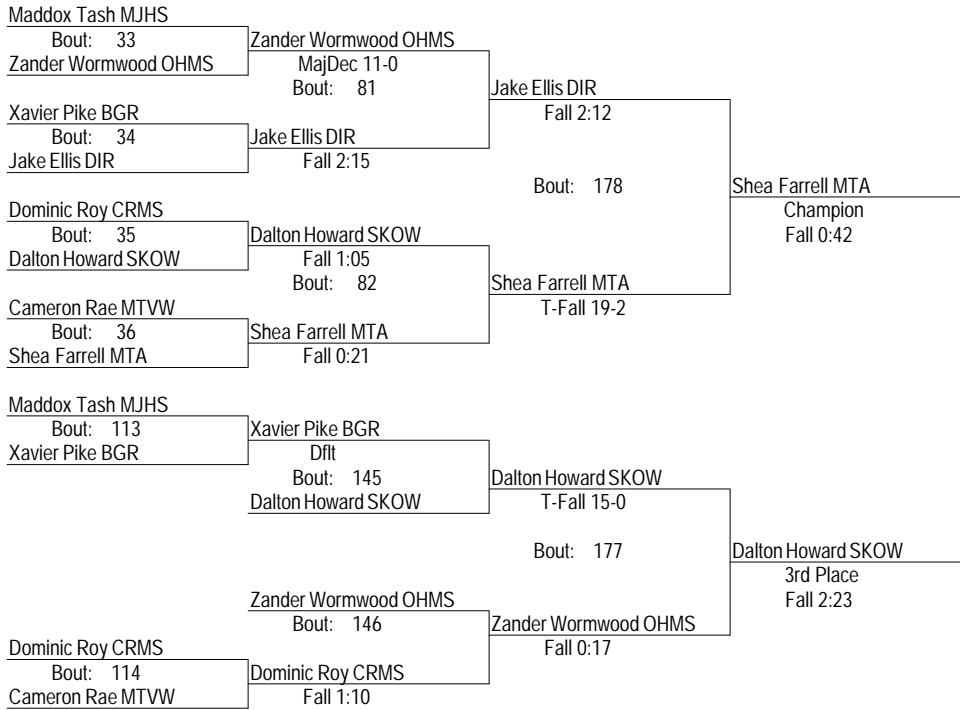 Maddox Tash MJHS
Bout: 33
Zander Wormwood OHMS
Zander Wormwood OHMS
MajDec 11-0
Bout: 81
Xavier Pike BGR
Bout: 34
Jake Ellis DIR
Jake Ellis DIR
Fall 2:15
Jake Ellis DIR
Fall 2:12
Bout: 178
Dominic Roy CRMS
Bout: 35
Dalton Howard SKOW
Dalton Howard SKOW
Fall 1:05
Bout: 82
Cameron Rae MTVW
Bout: 36
Shea Farrell MTA
Shea Farrell MTA
Fall 0:21
Shea Farrell MTA
T-Fall 19-2
Shea Farrell MTA
Champion
Fall 0:42
Maddox Tash MJHS
Bout: 113
Xavier Pike BGR
Xavier Pike BGR
Dflt
Bout: 145
Dalton Howard SKOW
Dalton Howard SKOW
T-Fall 15-0
Bout: 177
Zander Wormwood OHMS
Bout: 146
Dominic Roy CRMS
Bout: 114
Cameron Rae MTVW
Dominic Roy CRMS
Fall 1:10
Zander Wormwood OHMS
Fall 0:17
Dalton Howard SKOW
3rd Place
Fall 2:23